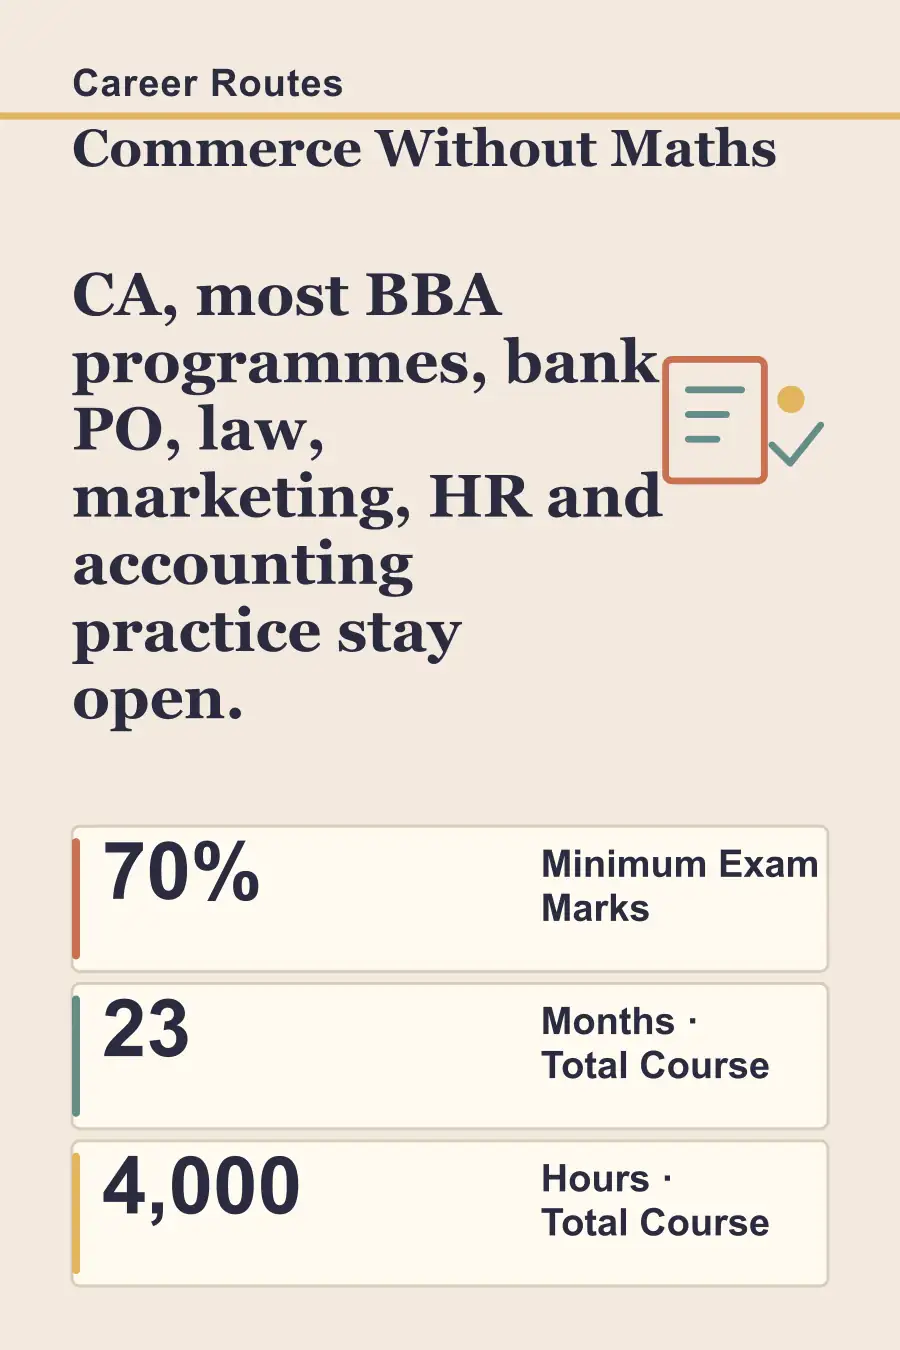 Career Routes
Commerce Without Maths
CA, most BBA
programmes, bank
PO, law,
marketing, HR and
accounting
practice stay
open.
70%
Minimum Exam
Marks
23
Months ·
Total Course
4,000
Hours ·
Total Course